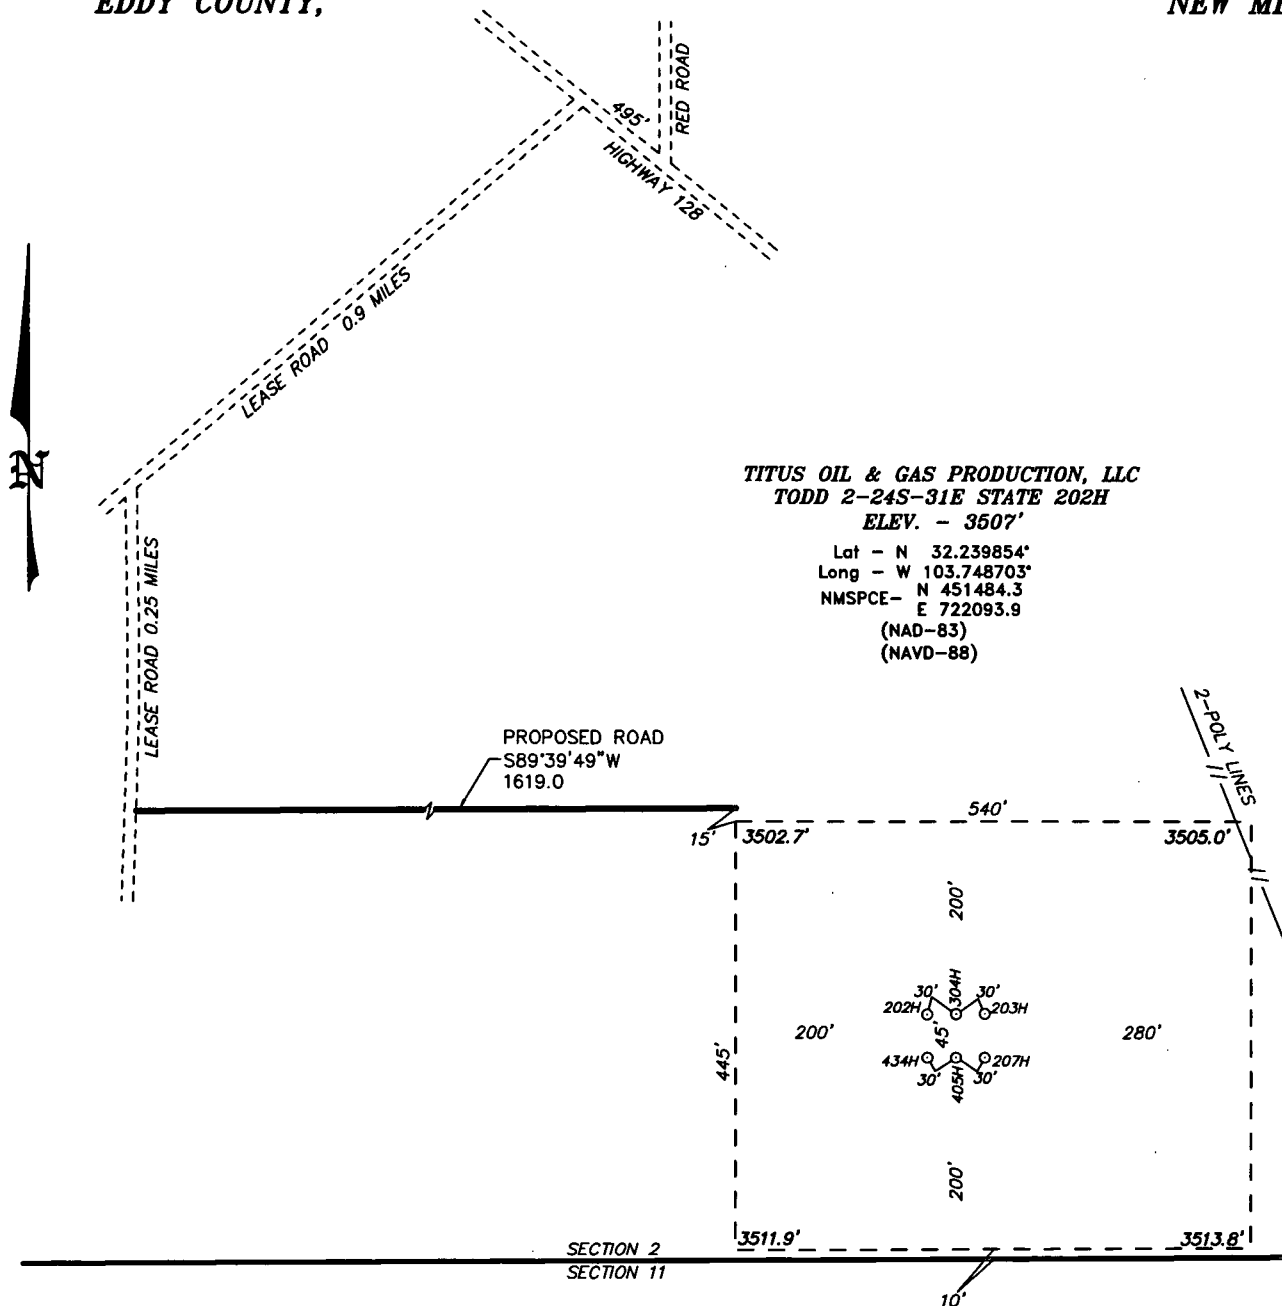 EDDY COUNTY,
NEW ME
495'
RED ROAD
HIGHWAY 128
LEASE ROAD 0.9 MILES
LEASE ROAD 0.25 MILES
TITUS OIL & GAS PRODUCTION, LLC
TODD 2-24S-31E STATE 202H
ELEV. - 3507'
Lat - N 32.239854°
Long - W 103.748703°
NMSPCE- N 451484.3
E 722093.9
(NAD-83)
(NAVD-88)
2-POLY LINES
PROPOSED ROAD
S89°39'49"W
1619.0
15'
540'
3502.7'
3505.0'
200'
30'
304H
30'
202H
203H
200'
45'
280'
445'
434H
207H
30'
405H
30'
200'
3511.9'
3513.8'
SECTION 2
SECTION 11
10'